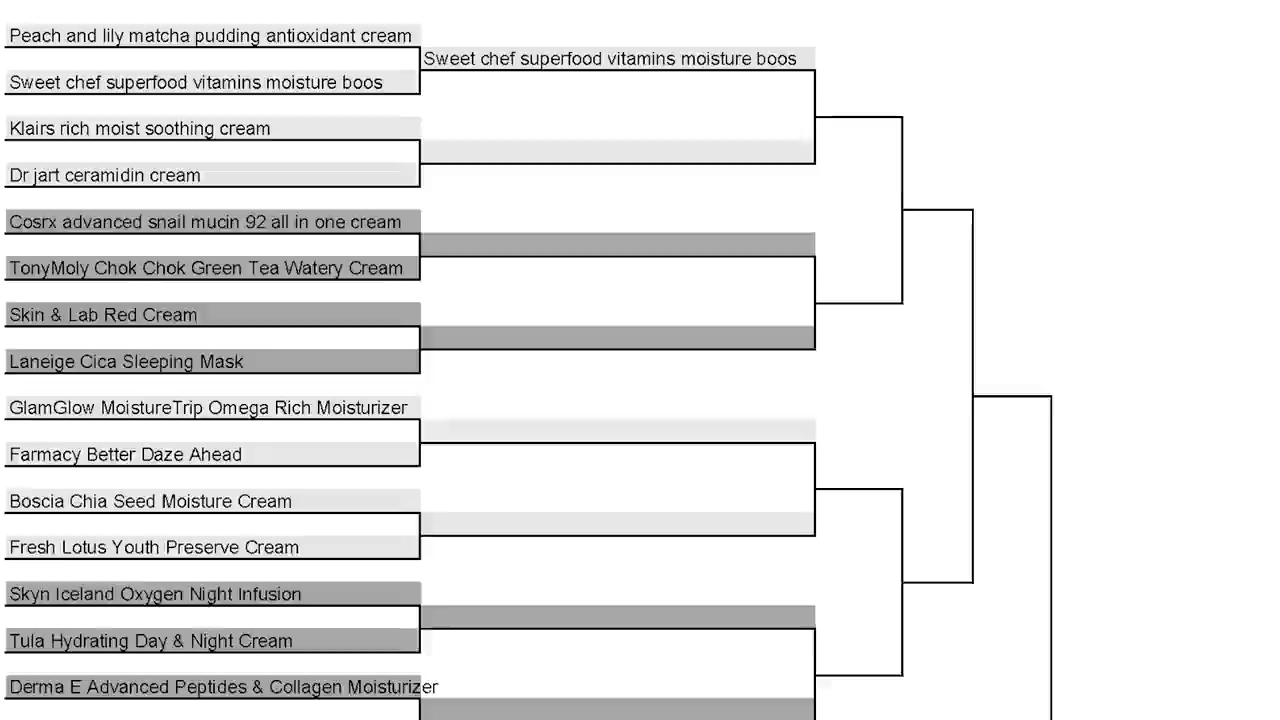 Peach and lily matcha pudding antioxidant cream
Sweet chef superfood vitamins moisture boos
Sweet chef superfood vitamins moisture boos
Klairs rich moist soothing cream
Dr jart ceramidin cream
Cosrx advanced snail mucin 92 all in one cream
TonyMoly Chok Chok Green Tea Watery Cream
Skin & Lab Red Cream
Laneige Cica Sleeping Mask
GlamGlow MoistureTrip Omega Rich Moisturizer
Farmacy Better Daze Ahead
Boscia Chia Seed Moisture Cream
Fresh Lotus Youth Preserve Cream
Skyn Iceland Oxygen Night Infusion
Tula Hydrating Day & Night Cream
Derma E Advanced Peptides & Collagen Moisturizer